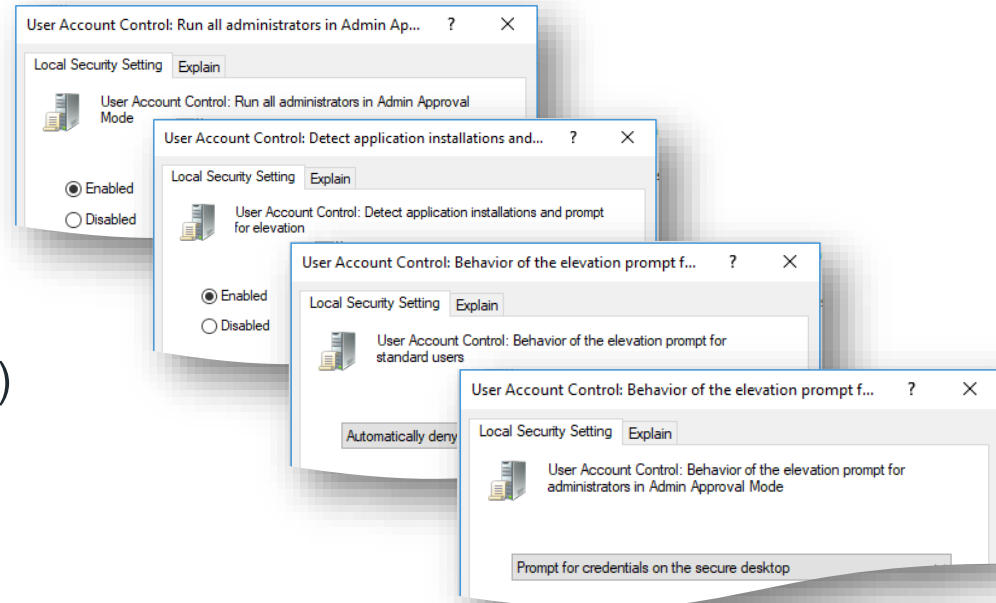 User Account Control: Run all administrators in Admin Ap... ? ×
Local Security Setting Explain
User Account Control: Run all administrators in Admin Approval
Mode
Enabled
Disabled
User Account Control: Detect application installations and... ? ×
Local Security Setting Explain
User Account Control: Detect application installations and prompt
for elevation
Enabled
Disabled
User Account Control: Behavior of the elevation prompt f... ? ×
Local Security Setting Explain
User Account Control: Behavior of the elevation prompt for
standard users
Automatically deny
)
User Account Control: Behavior of the elevation prompt f... ? ×
Local Security Setting Explain
User Account Control: Behavior of the elevation prompt for
administrators in Admin Approval Mode
Prompt for credentials on the secure desktop